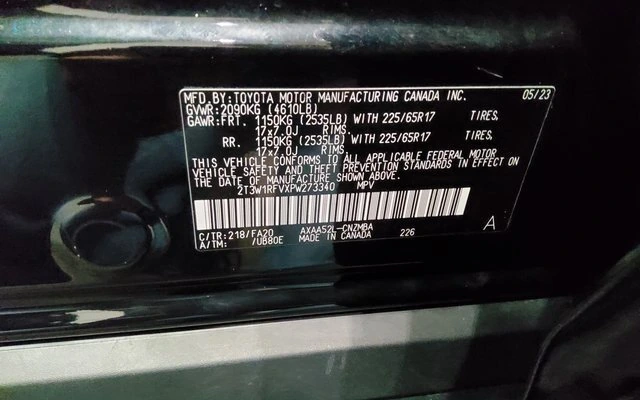 MFD.BY:TOYOTA MOTOR MANUFACTURING CANADA INC. 05/23
GVWR:2090KG (4610LB)
GAWR:FRT. 1150KG (2535LB) WITH 225/65R17 TIRES,
17x7.0J RIMS.
RR. 1150KG (2535LB) WITH 225/65R17 TIRES,
17x7.0J RIMS.
THIS VEHICLE CONFORMS TO ALL APPLICABLE FEDERAL MOTOR
VEHICLE SAFETY AND THEFT PREVENTION STANDARDS IN EFFECT ON
THE DATE OF MANUFACTURE SHOWN ABOVE.
2T3W1RFVXPW273340 MPV
C/TR:218/FA20 AXAA52L-CNZMBA 226 A
A/TM: /UB80E MADE IN CANADA